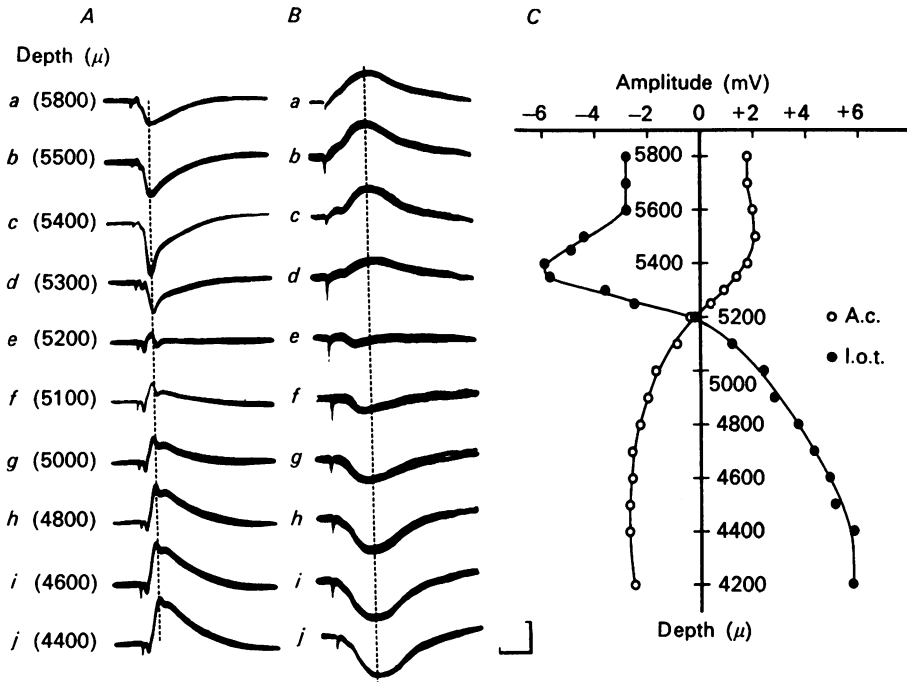 A
B
C
Depth (μ)
a (5800)
b (5500)
c (5400)
d (5300)
e (5200)
f (5100)
g (5000)
h (4800)
i (4600)
j (4400)
a
b
c
d
e
f
g
h
i
j
Amplitude (mV)
–6 –4 –2 0 +2 +4 +6
5800
5600
5400
5200
5000
4800
4600
4400
4200
Depth (μ)
A.c.
l.o.t.